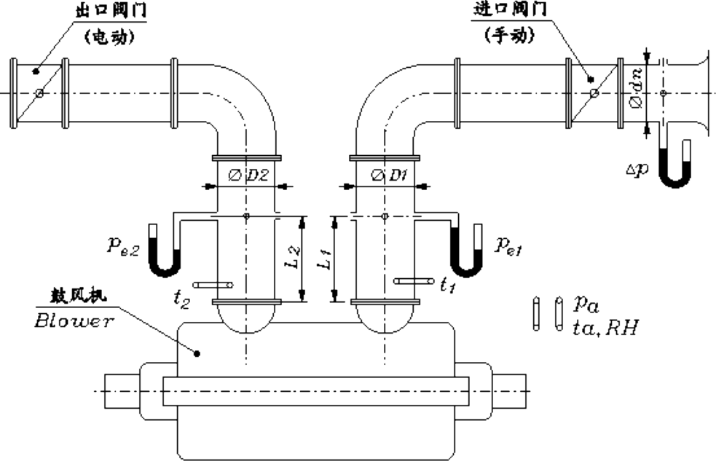 出口阀门
(电动)
进口阀门
(手动)
Ødn
Δp
ØD2
ØD1
Pe2
L2
L1
Pe1
t2
t1
鼓风机
Blower
Pa
ta,RH